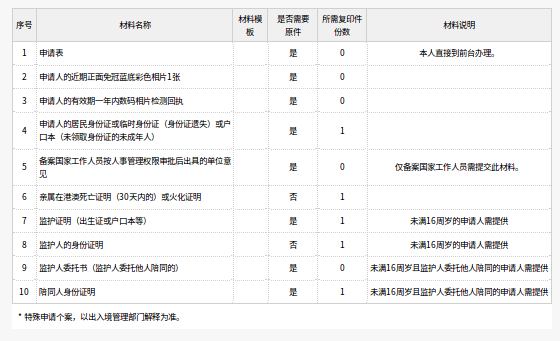 序号 材料名称 材料模板 是否需要原件 所需复印件份数 材料说明
1 申请表 是 0 本人直接到前台办理。
2 申请人的近期正面免冠蓝底彩色相片1张 是 0
3 申请人的有效期一年内数码相片检测回执 是 0
4 申请人的居民身份证或临时身份证（身份证遗失）或户
口本（未领取身份证的未成年人） 是 1
5 备案国家工作人员按人事管理权限审批后出具的单位意
见 是 0 仅备案国家工作人员需提交此材料。
6 亲属在港澳死亡证明（30天内的）或火化证明 否 1
7 监护证明（出生证或户口本等） 是 1 未满16周岁的申请人需提供
8 监护人的身份证明 否 1 未满16周岁的申请人需提供
9 监护人委托书（监护人委托他人陪同的） 是 0 未满16周岁且监护人委托他人陪同的申请人需提供
10 陪同人身份证明 是 1 未满16周岁且监护人委托他人陪同的申请人需提供
* 特殊申请个案，以出入境管理部门解释为准。